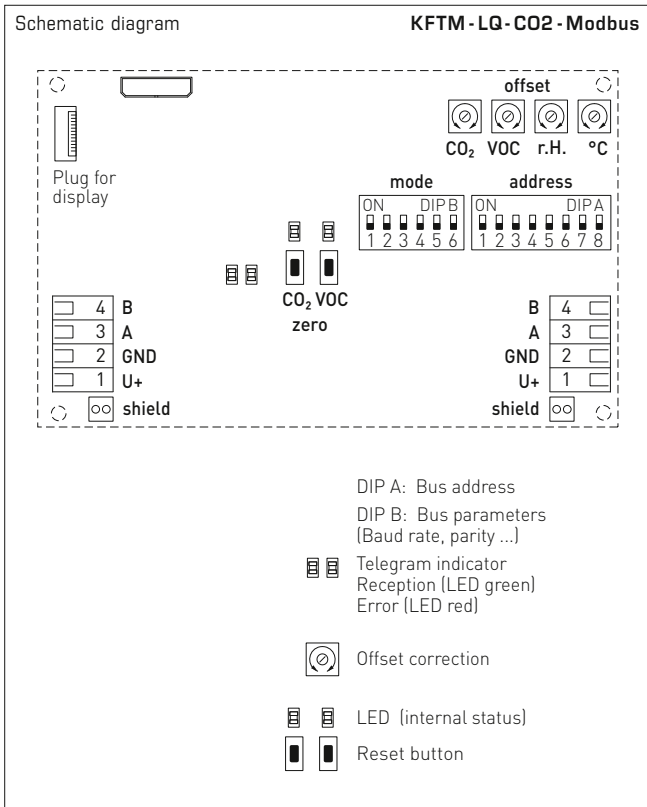 Schematic diagram KFTM-LQ-CO2-Modbus
offset
CO₂ VOC r.H. °C
Plug for
display
mode address
ON DIP B ON DIP A
1 2 3 4 5 6 1 2 3 4 5 6 7 8
CO₂ VOC
zero
4 B B 4
3 A A 3
2 GND GND 2
1 U+ U+ 1
shield shield
DIP A: Bus address
DIP B: Bus parameters
(Baud rate, parity ...)
Telegram indicator
Reception (LED green)
Error (LED red)
Offset correction
LED (internal status)
Reset button